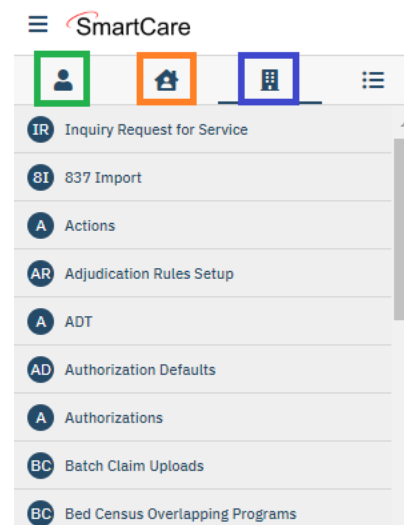 SmartCare
IR Inquiry Request for Service
8I 837 Import
A Actions
AR Adjudication Rules Setup
A ADT
AD Authorization Defaults
A Authorizations
BC Batch Claim Uploads
BC Bed Census Overlapping Programs